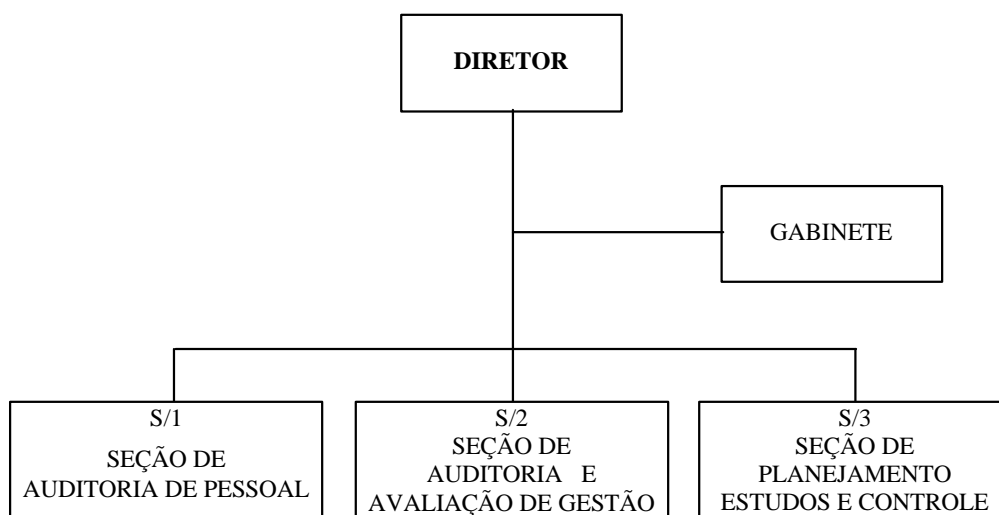 DIRETOR
GABINETE
S/1
SEÇÃO DE
AUDITORIA DE PESSOAL
S/2
SEÇÃO DE
AUDITORIA E
AVALIAÇÃO DE GESTÃO
S/3
SEÇÃO DE
PLANEJAMENTO
ESTUDOS E CONTROLE